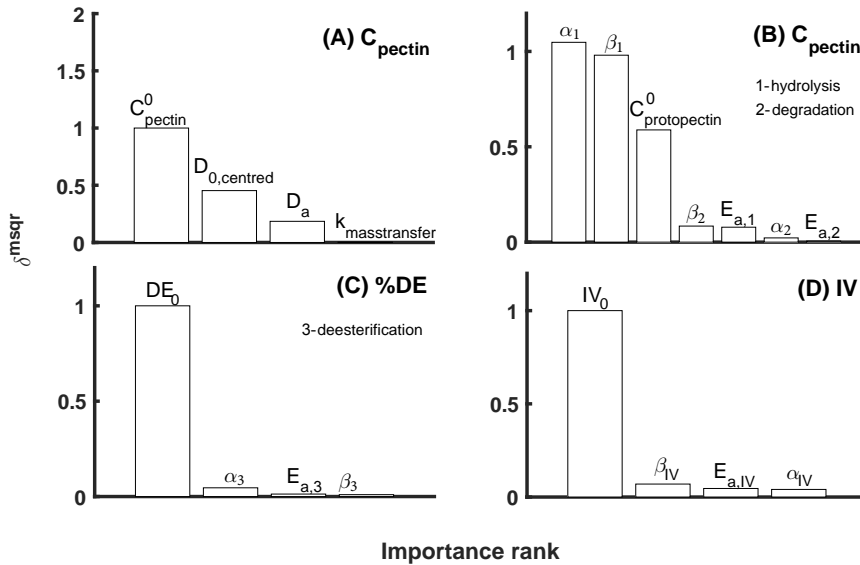 δ^msqr
(A) C_pectin
2
1.5
1
0.5
0
C^0_pectin
D_0,centred
D_a
k_masstransfer
(B) C_pectin
1-hydrolysis
2-degradation
1
0.5
0
α_1
β_1
C^0_protopectin
β_2
E_a,1
α_2
E_a,2
(C) %DE
3-deesterification
1
0.5
0
DE_0
α_3
E_a,3
β_3
(D) IV
1
0.5
0
IV_0
β_IV
E_a,IV
α_IV
Importance rank